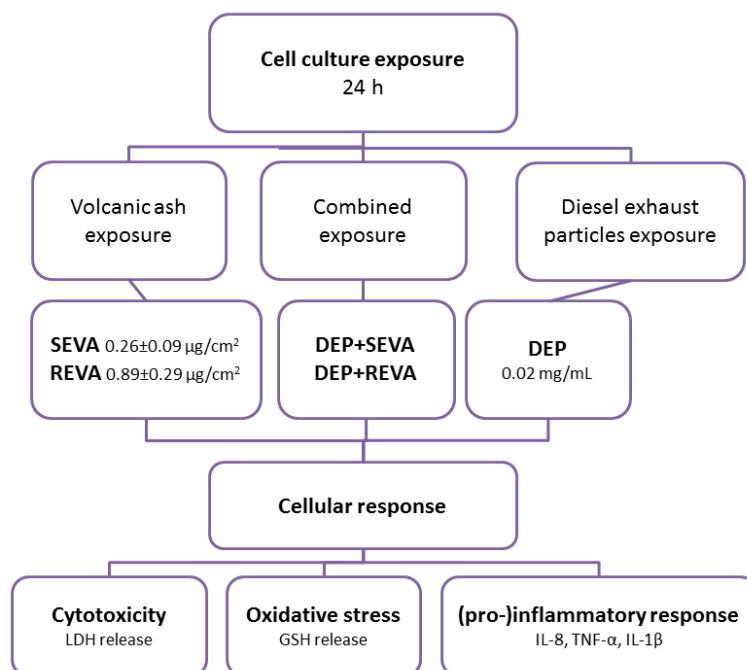 Cell culture exposure
24 h
Volcanic ash
exposure
Combined
exposure
Diesel exhaust
particles exposure
SEVA 0.26±0.09 µg/cm²
REVA 0.89±0.29 µg/cm²
DEP+SEVA
DEP+REVA
DEP
0.02 mg/mL
Cellular response
Cytotoxicity
LDH release
Oxidative stress
GSH release
(pro-)inflammatory response
IL-8, TNF-α, IL-1β